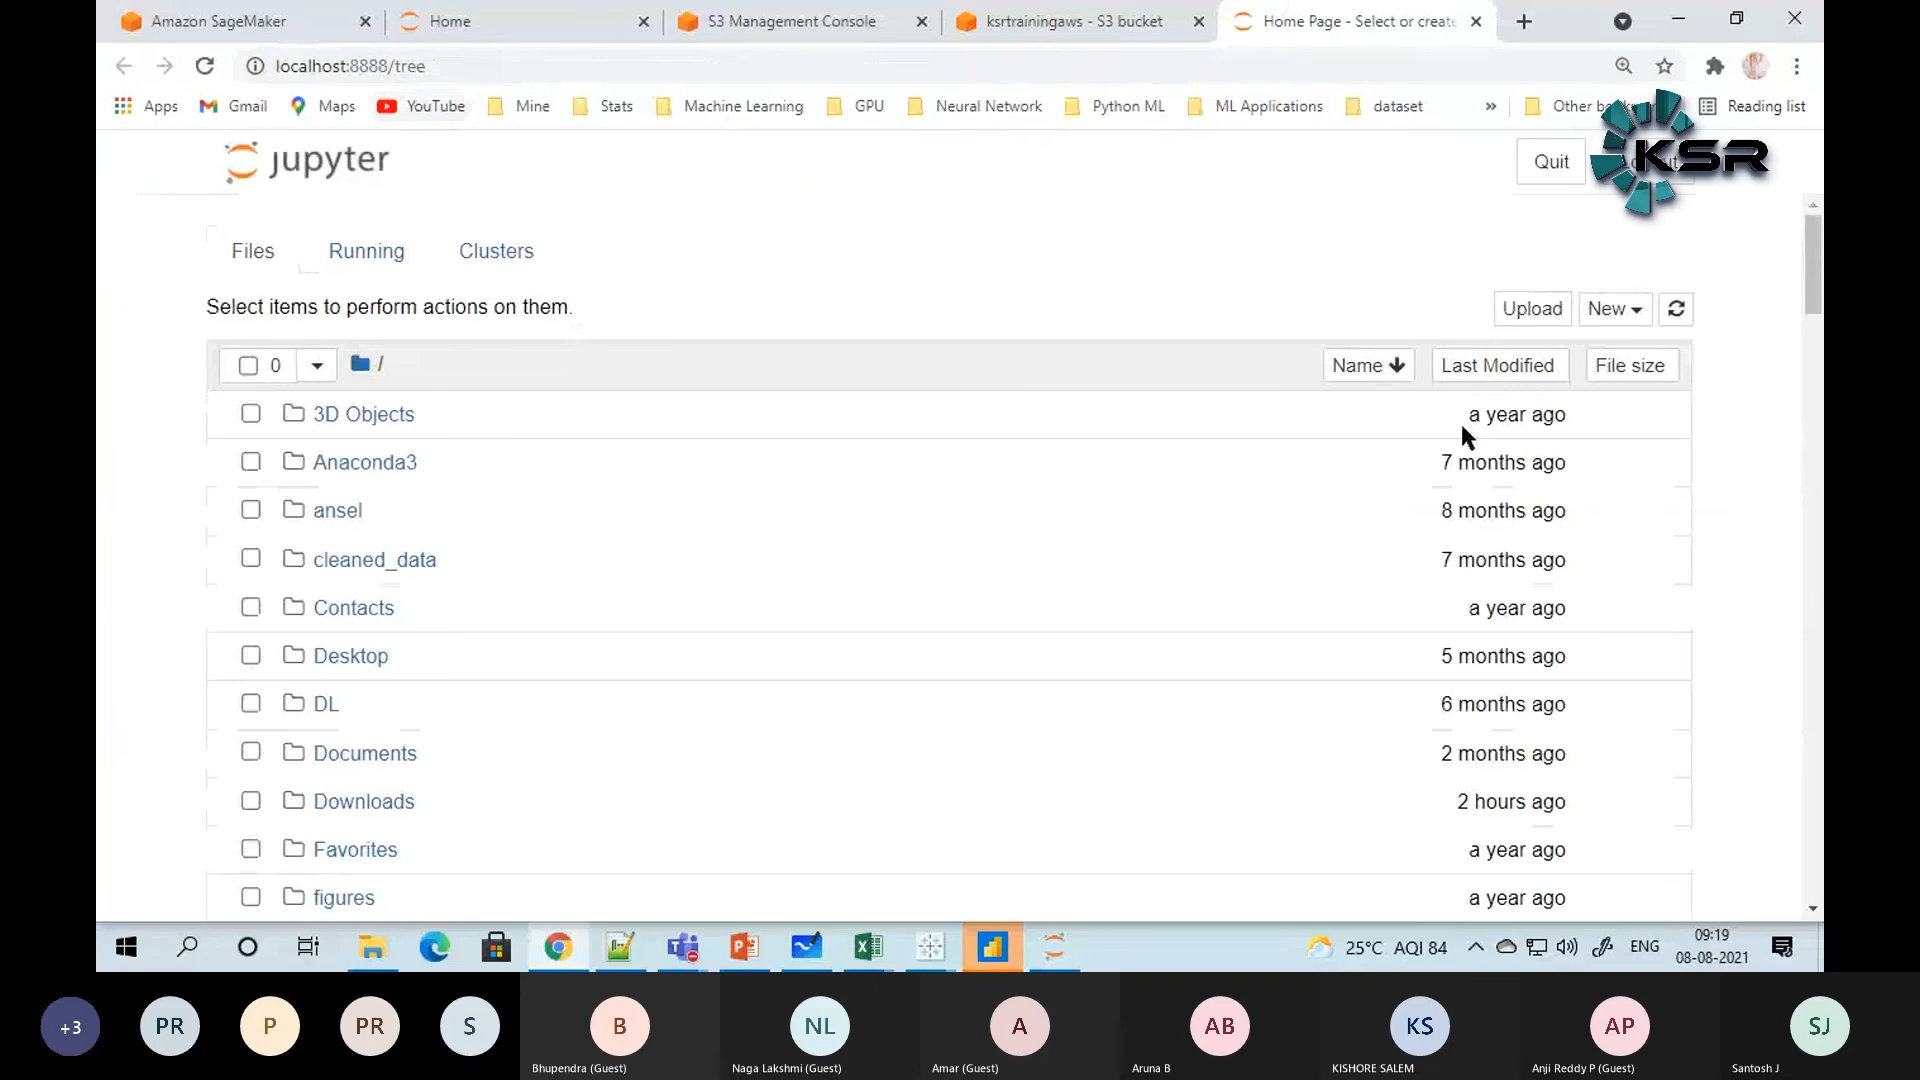 Amazon SageMaker
Home
S3 Management Console
ksrtrainingaws - S3 bucket
Home Page - Select or create
localhost:8888/tree
Apps
Gmail
Maps
YouTube
Mine
Stats
Machine Learning
GPU
Neural Network
Python ML
ML Applications
dataset
»
Other
Reading list
jupyter
Quit
KSR
Files
Running
Clusters
Select items to perform actions on them.
Upload
New
0
/
Name
Last Modified
File size
3D Objects
a year ago
Anaconda3
7 months ago
ansel
8 months ago
cleaned_data
7 months ago
Contacts
a year ago
Desktop
5 months ago
DL
6 months ago
Documents
2 months ago
Downloads
2 hours ago
Favorites
a year ago
figures
a year ago
25°C AQI 84
ENG
09:19
08-08-2021
+3
PR
P
PR
S
B
NL
A
AB
KS
AP
SJ
Bhupendra (Guest)
Naga Lakshmi (Guest)
Amar (Guest)
Aruna B
KISHORE SALEM
Anji Reddy P (Guest)
Santosh J